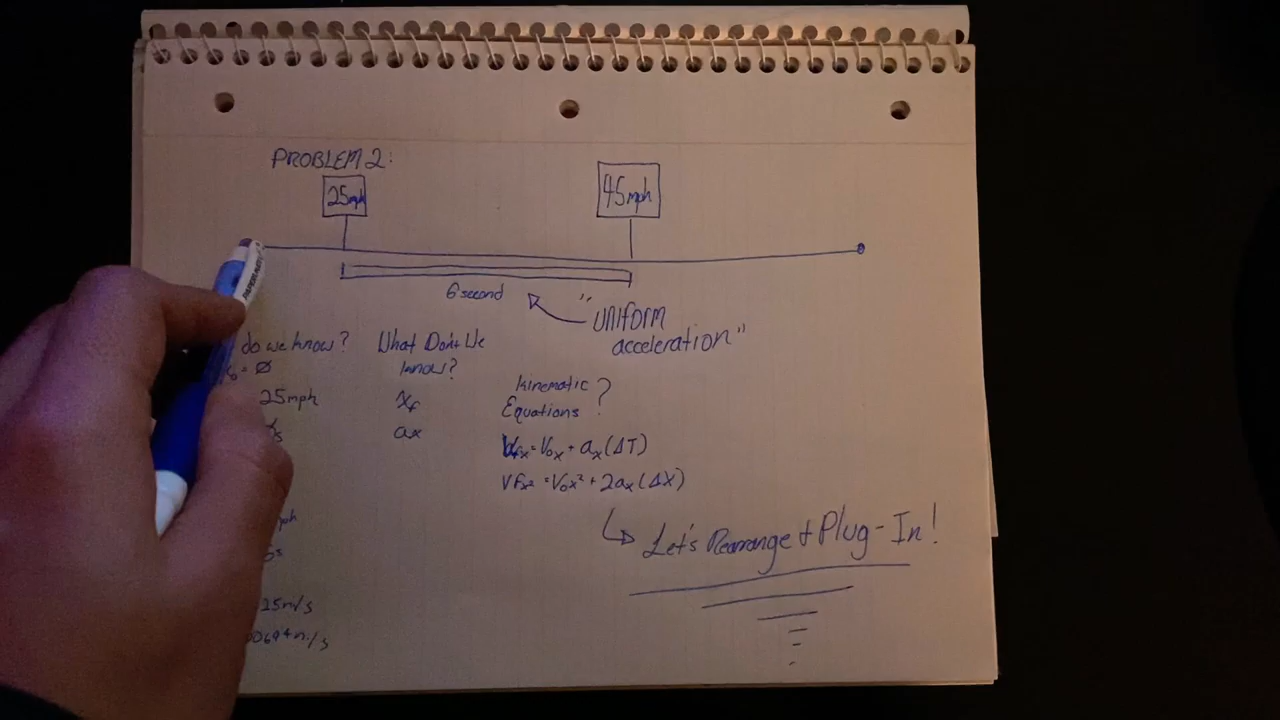 PROBLEM 2:
25mph
45mph
6 second
"UNIFORM
acceleration"
do we know?
= Ø
25mph
What Don't We
know?
xf
ax
Kinematic
Equations ?
Vfx = V0x + ax(ΔT)
VFx² = V0x² + 2ax(ΔX)
Let's Rearrange & Plug-In!